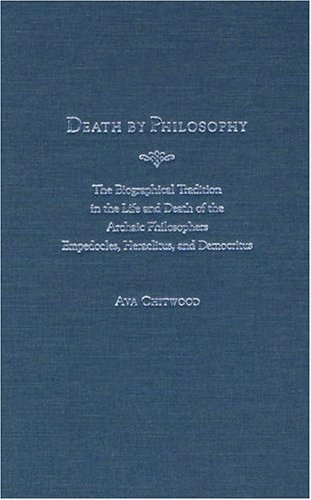 DEATH BY PHILOSOPHY
The Biographical Tradition
in the Life and Death of the
Archaic Philosophers
Empedocles, Heraclitus, and Democritus
AVA CHITWOOD